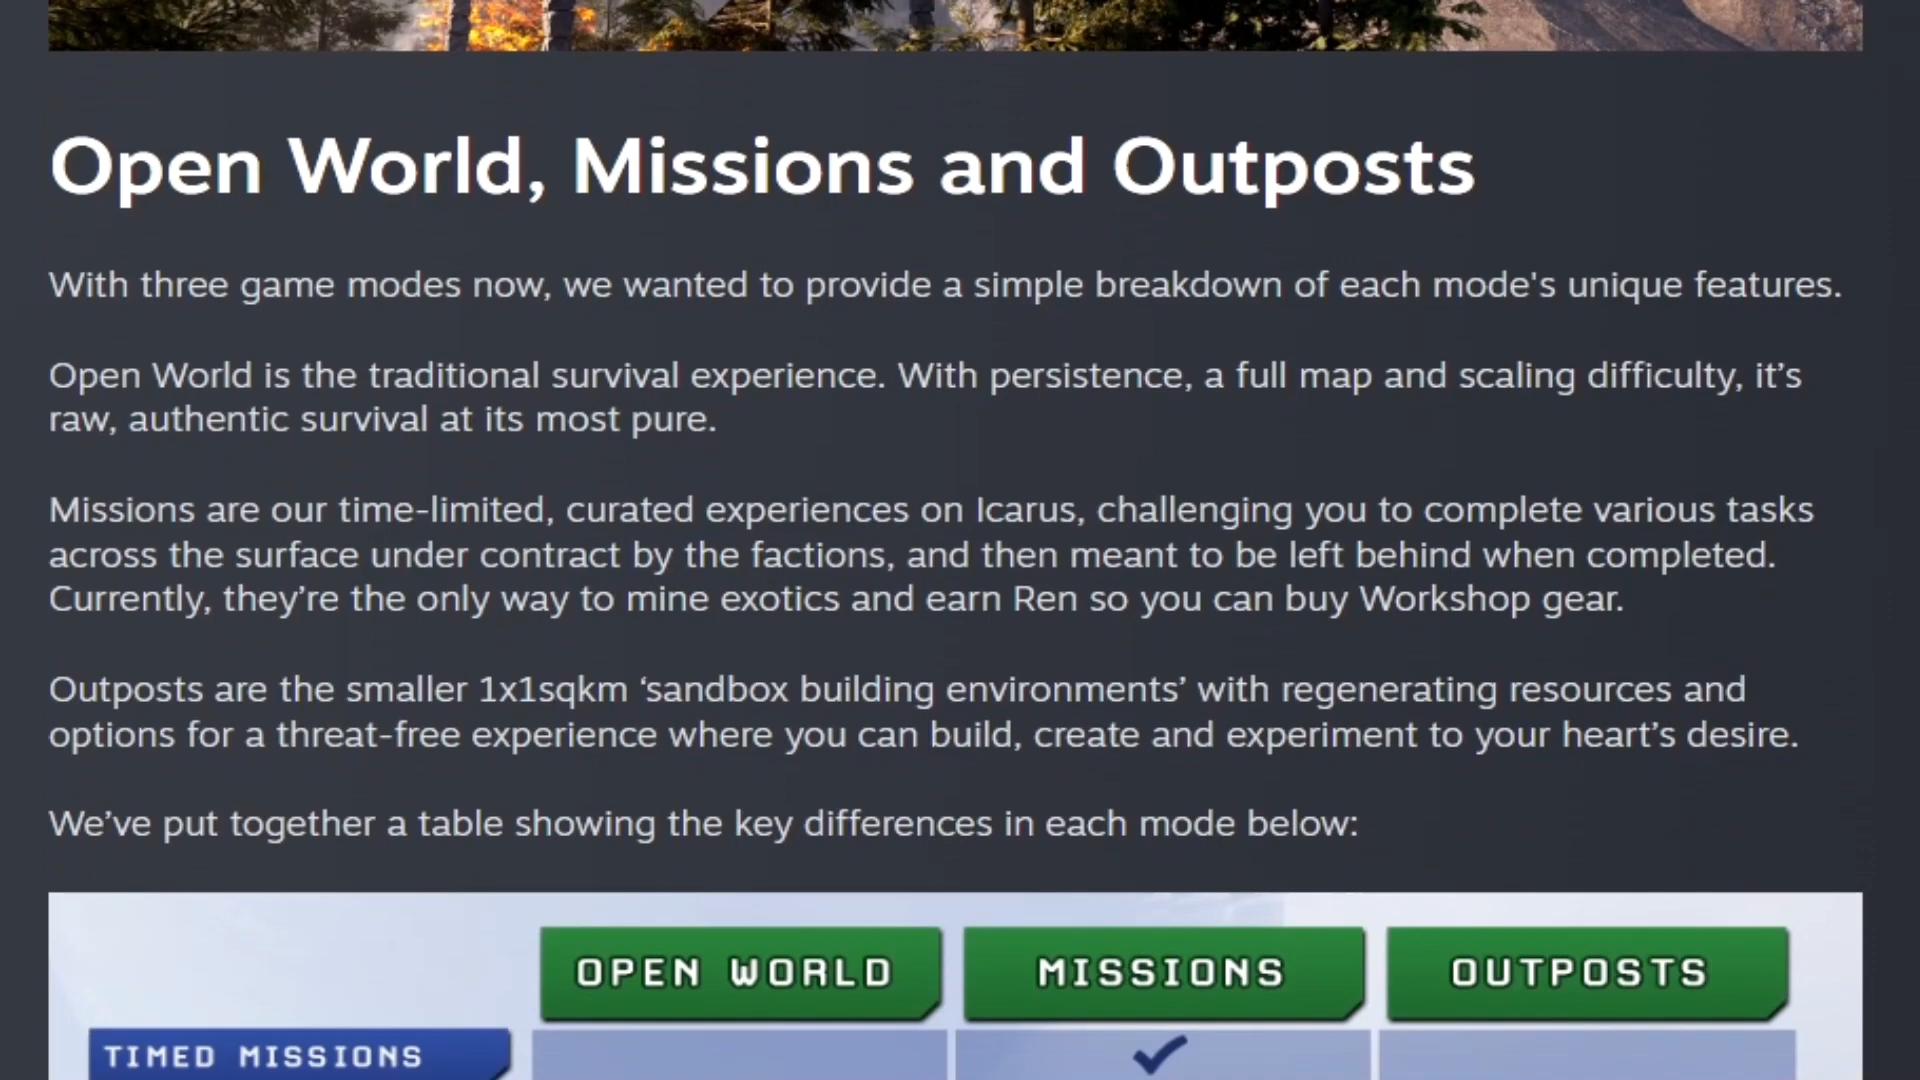 Open World, Missions and Outposts
With three game modes now, we wanted to provide a simple breakdown of each mode's unique features.
Open World is the traditional survival experience. With persistence, a full map and scaling difficulty, it’s
raw, authentic survival at its most pure.
Missions are our time-limited, curated experiences on Icarus, challenging you to complete various tasks
across the surface under contract by the factions, and then meant to be left behind when completed.
Currently, they’re the only way to mine exotics and earn Ren so you can buy Workshop gear.
Outposts are the smaller 1x1sqkm ‘sandbox building environments’ with regenerating resources and
options for a threat-free experience where you can build, create and experiment to your heart’s desire.
We’ve put together a table showing the key differences in each mode below:
OPEN WORLD MISSIONS OUTPOSTS
TIMED MISSIONS